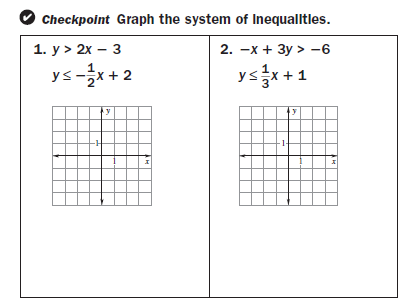 Checkpoint Graph the system of inequalities.
1. y > 2x − 3
y ≤ −1/2x + 2
y
1
1
x
2. −x + 3y > −6
y ≤ 1/3x + 1
y
1
1
x